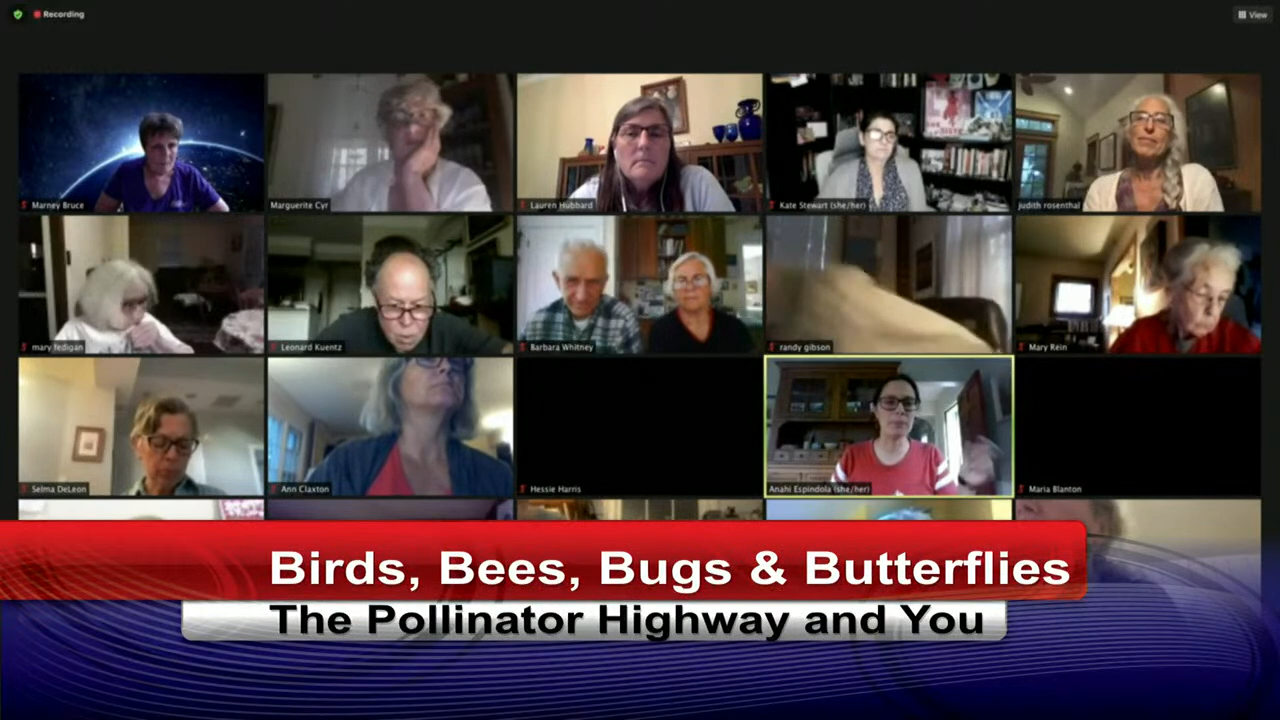 Recording
View
Marney Bruce
Marguerite Cyr
Lauren Hubbard
Kate Stewart (she/her)
judith rosenthal
mary fedigan
Leonard Kuentz
Barbara Whitney
randy gibson
Mary Rein
Selma DeLeon
Ann Claxton
Hessie Harris
Anahi Espindola (she/her)
Maria Blanton
Birds, Bees, Bugs & Butterflies
The Pollinator Highway and You